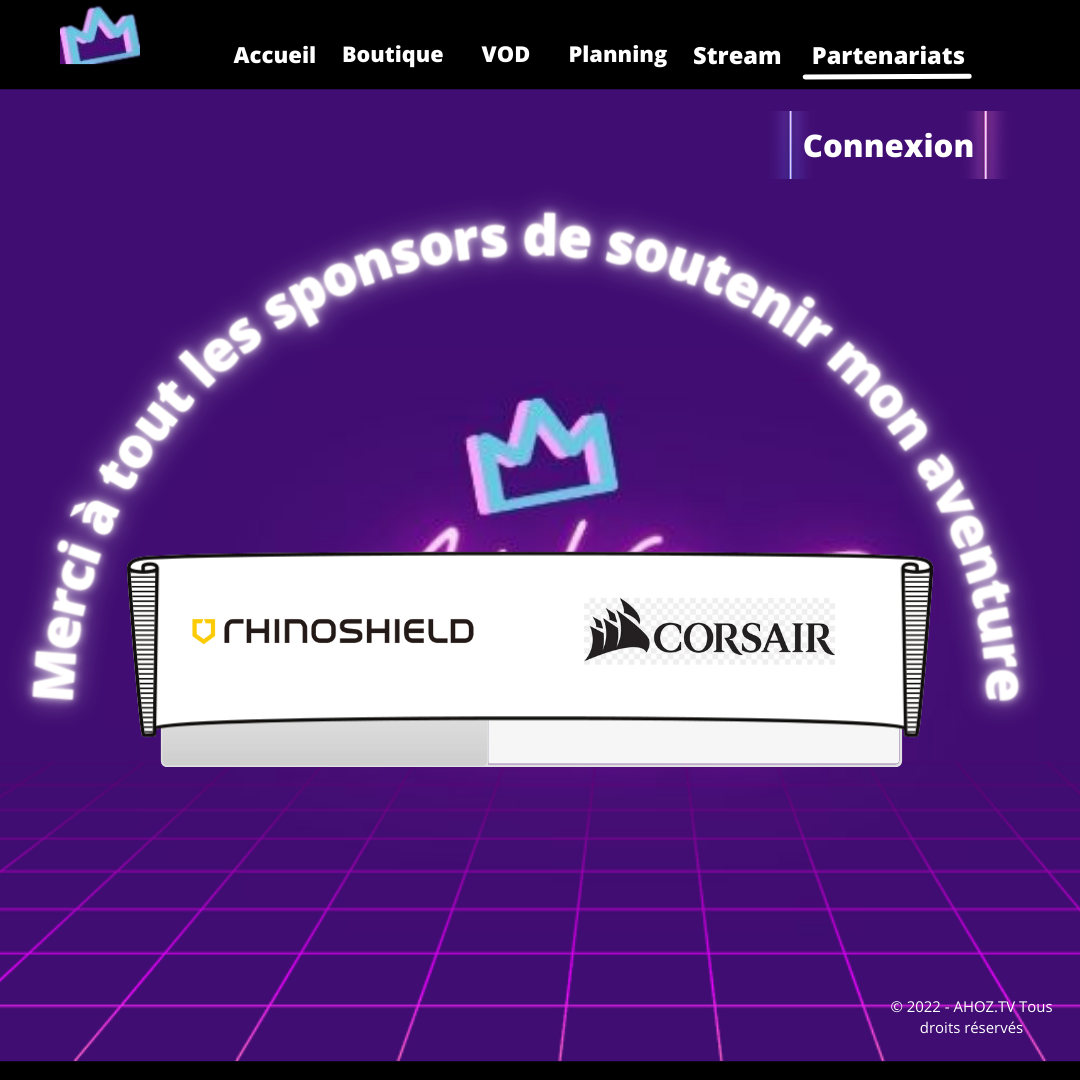 Accueil Boutique VOD Planning Stream Partenariats
Connexion
Merci à tout les sponsors de soutenir mon aventure
RHINOSHIELD CORSAIR
© 2022 - AHOZ.TV Tous
droits réservés